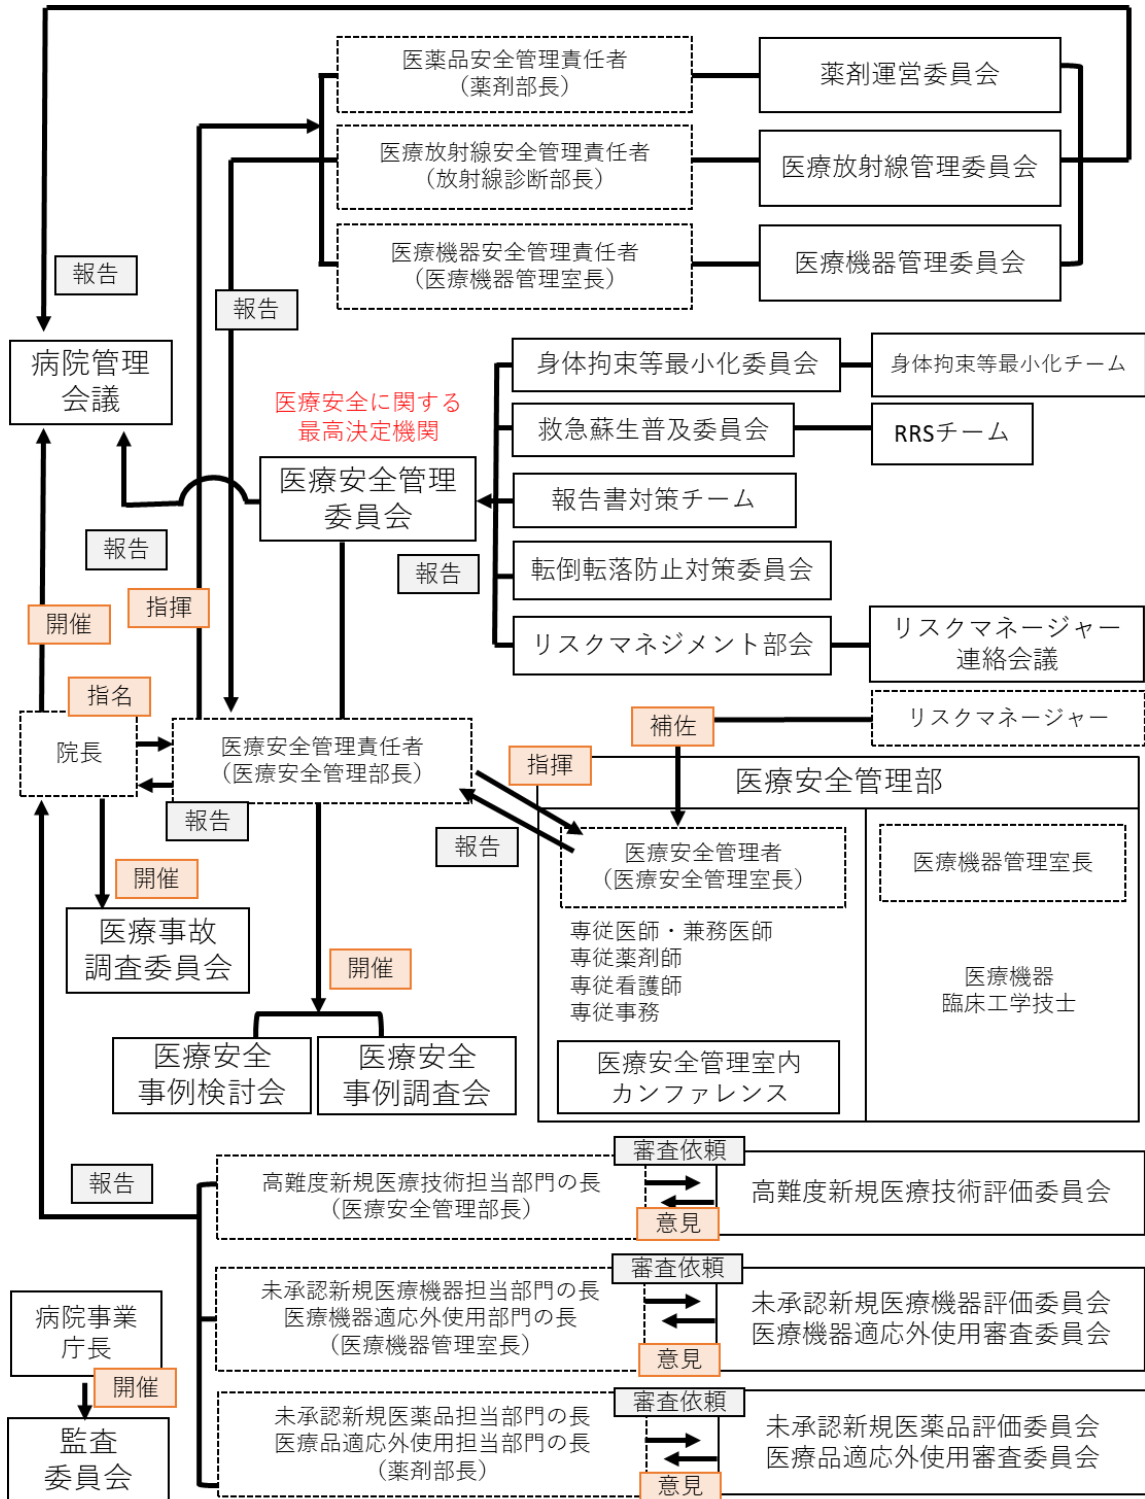 医薬品安全管理責任者
（薬剤部長）
薬剤運営委員会
医療放射線安全管理責任者
（放射線診断部長）
医療放射線管理委員会
医療機器安全管理責任者
（医療機器管理室長）
医療機器管理委員会
報告
報告
病院管理
会議
医療安全に関する
最高決定機関
医療安全管理
委員会
身体拘束等最小化委員会
身体拘束等最小化チーム
救急蘇生普及委員会
RRSチーム
報告書対策チーム
報告
報告
転倒転落防止対策委員会
指揮
開催
リスクマネジメント部会
リスクマネージャー
連絡会議
指名
院長
医療安全管理責任者
（医療安全管理部長）
補佐
リスクマネージャー
指揮
報告
報告
医療安全管理部
医療安全管理者
（医療安全管理室長）
医療機器管理室長
専従医師・兼務医師
専従薬剤師
専従看護師
専従事務
医療機器
臨床工学技士
医療安全管理室内
カンファレンス
開催
医療事故
調査委員会
開催
医療安全
事例検討会
医療安全
事例調査会
報告
高難度新規医療技術担当部門の長
（医療安全管理部長）
審査依頼
意見
高難度新規医療技術評価委員会
未承認新規医療機器担当部門の長
医療機器適応外使用部門の長
（医療機器管理室長）
審査依頼
意見
未承認新規医療機器評価委員会
医療機器適応外使用審査委員会
病院事業
庁長
開催
監査
委員会
未承認新規医薬品担当部門の長
医療品適応外使用担当部門の長
（薬剤部長）
審査依頼
意見
未承認新規医薬品評価委員会
医療品適応外使用審査委員会